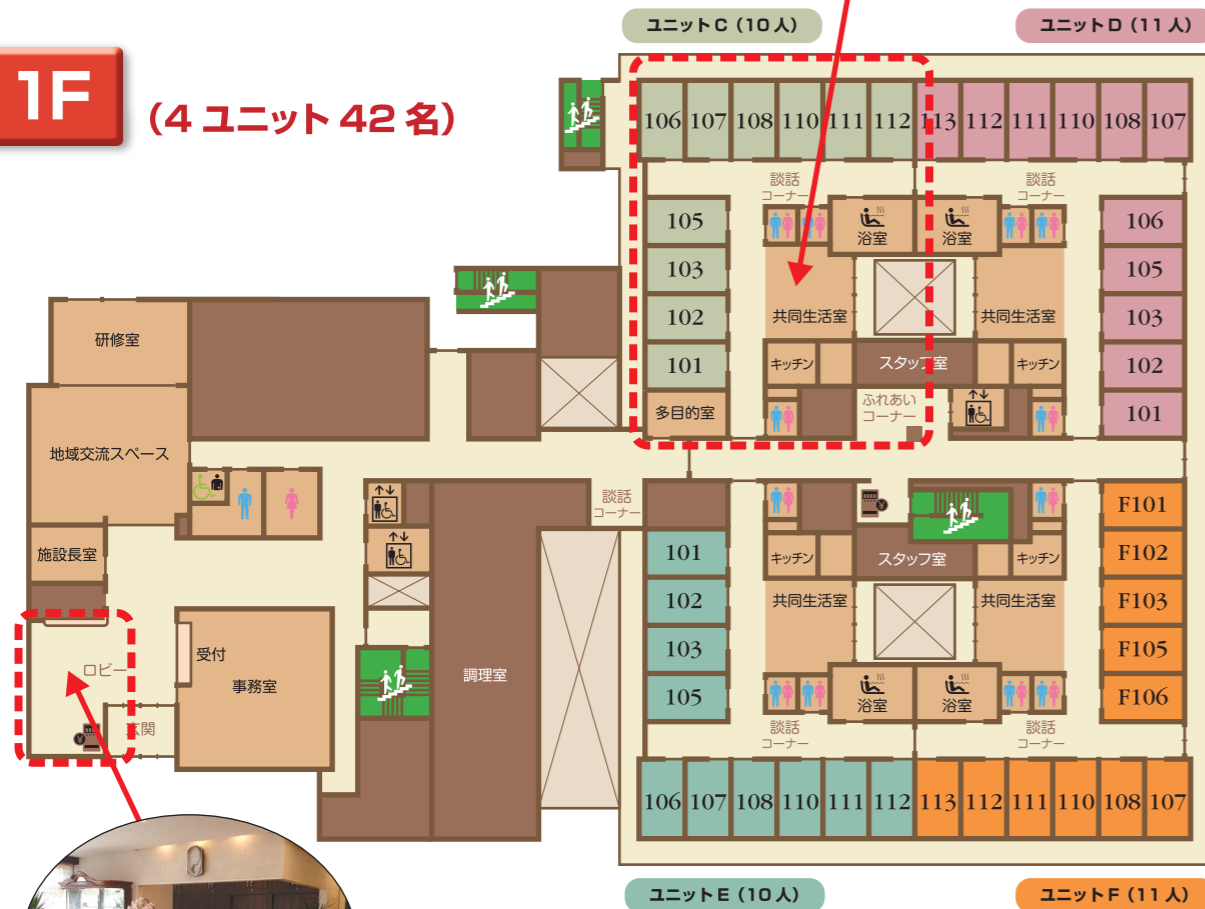 ユニットC（10人）
ユニットD（11人）
1F
（4ユニット 42名）
106 107 108 110 111 112 113 112 111 110 108 107
談話
コーナー
談話
コーナー
105
103
102
101
多目的室
浴室
浴室
共同生活室
共同生活室
キッチン
スタッフ室
キッチン
ふれあい
コーナー
106
105
103
102
101
研修室
地域交流スペース
施設長室
ロビー
受付
事務室
玄関
調理室
談話
コーナー
101
102
103
105
キッチン
スタッフ室
キッチン
共同生活室
共同生活室
浴室
浴室
談話
コーナー
談話
コーナー
F101
F102
F103
F105
F106
106 107 108 110 111 112 113 112 111 110 108 107
ユニットE（10人）
ユニットF（11人）